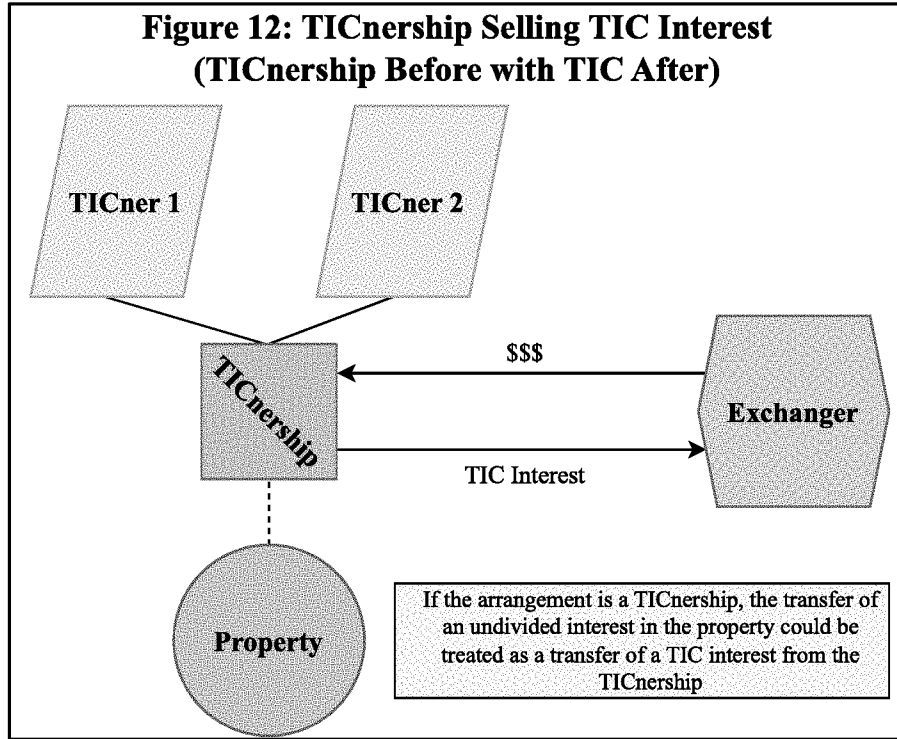 Figure 12: TICnership Selling TIC Interest
(TICnership Before with TIC After)
TICner 1
TICner 2
TICnership
$$$
TIC Interest
Exchanger
Property
If the arrangement is a TICnership, the transfer of
an undivided interest in the property could be
treated as a transfer of a TIC interest from the
TICnership